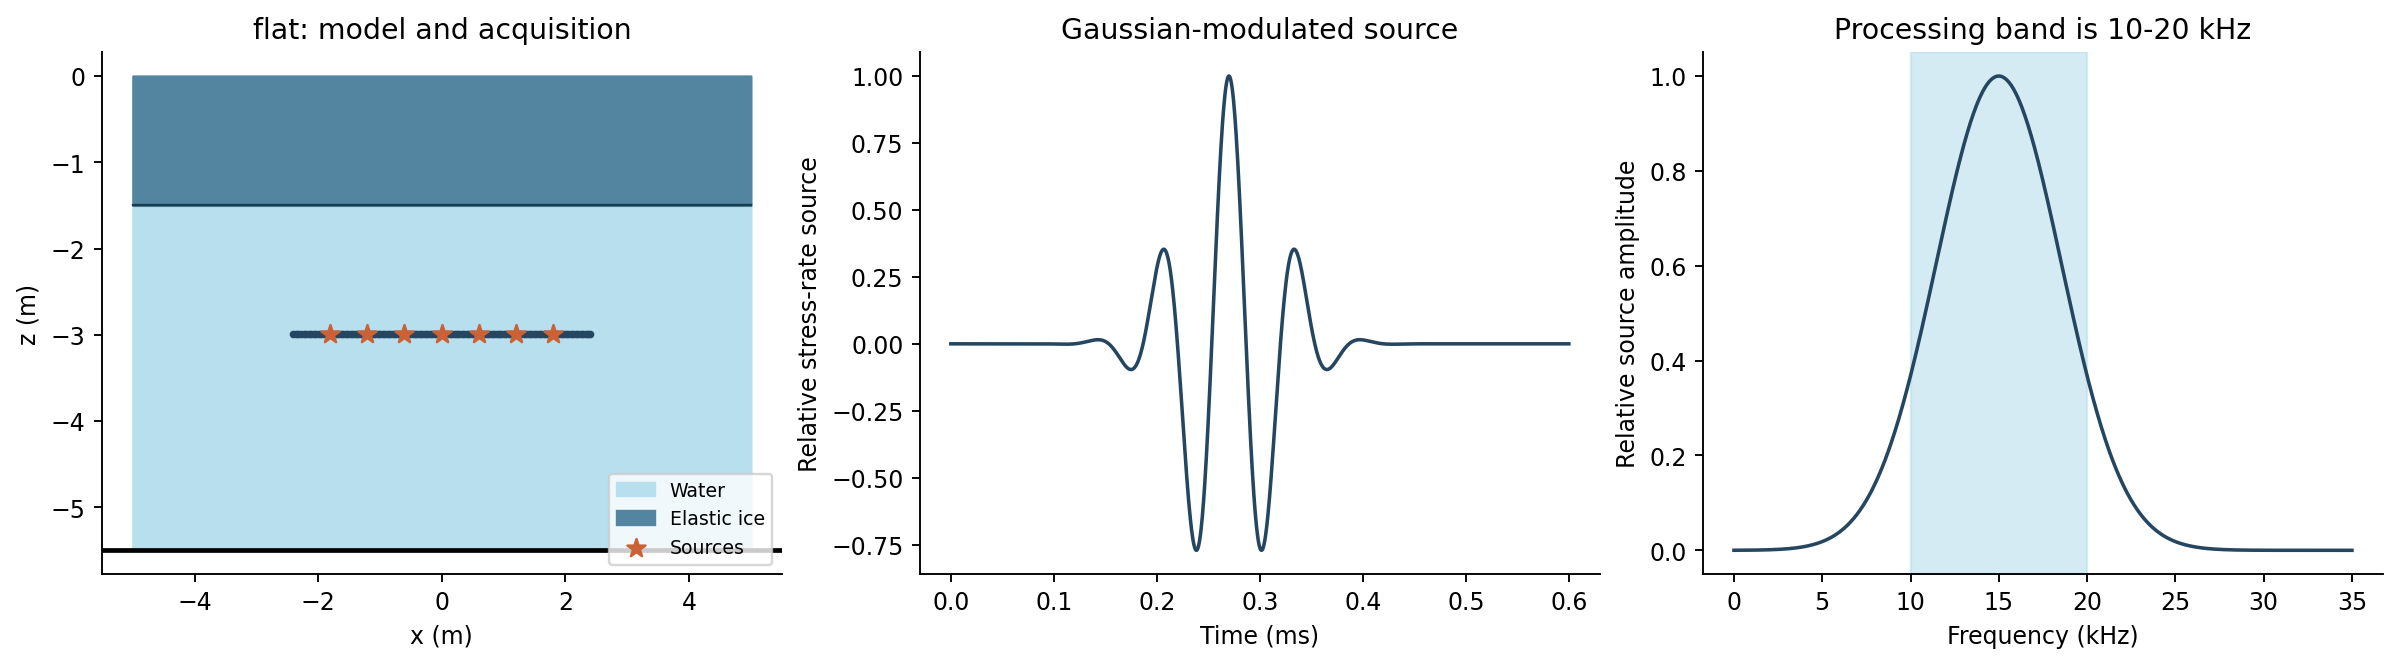 flat: model and acquisition
0
−1
−2
−3
−4
−5
z (m)
Water
Elastic ice
Sources
−4 −2 0 2 4
x (m)
Gaussian-modulated source
1.00
0.75
0.50
0.25
0.00
−0.25
−0.50
−0.75
Relative stress-rate source
0.0 0.1 0.2 0.3 0.4 0.5 0.6
Time (ms)
Processing band is 10-20 kHz
1.0
0.8
0.6
0.4
0.2
0.0
Relative source amplitude
0 5 10 15 20 25 30 35
Frequency (kHz)